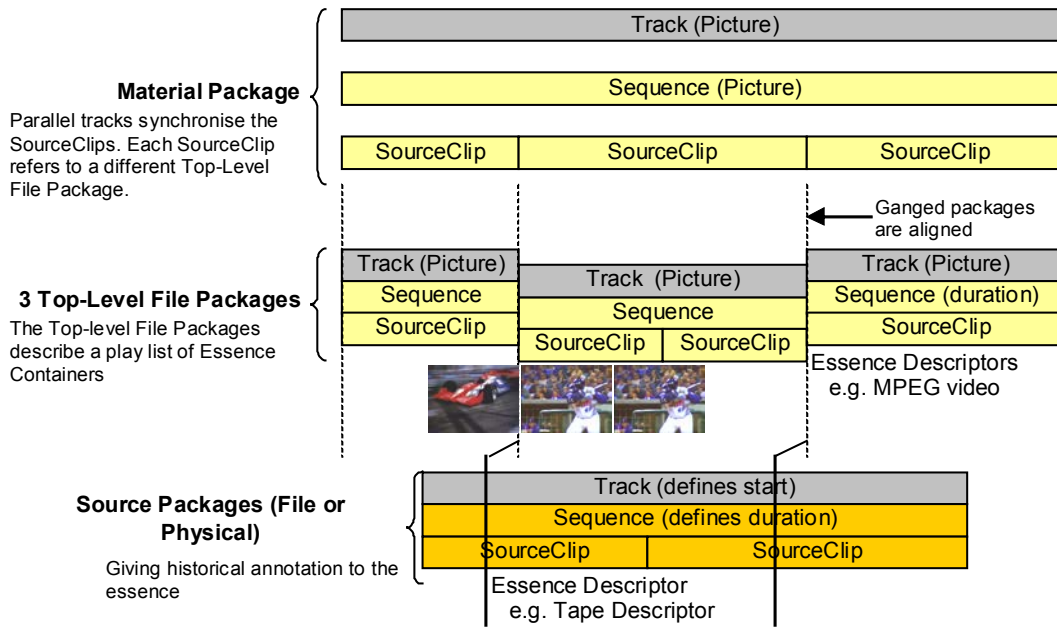 Track (Picture)
Material Package
Parallel tracks synchronise the
SourceClips. Each SourceClip
refers to a different Top-Level
File Package.
Sequence (Picture)
SourceClip
SourceClip
SourceClip
Ganged packages
are aligned
3 Top-Level File Packages
The Top-level File Packages
describe a play list of Essence
Containers
Track (Picture)
Sequence
SourceClip
Track (Picture)
Sequence
SourceClip
SourceClip
Track (Picture)
Sequence (duration)
SourceClip
Essence Descriptors
e.g. MPEG video
Source Packages (File or
Physical)
Giving historical annotation to the
essence
Track (defines start)
Sequence (defines duration)
SourceClip
SourceClip
Essence Descriptor
e.g. Tape Descriptor